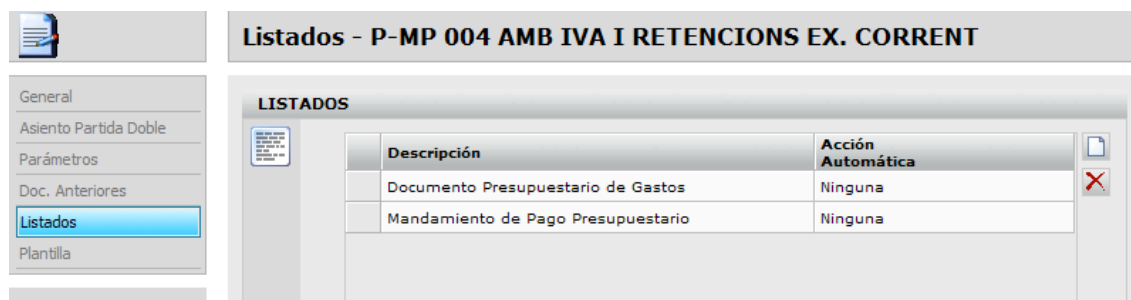 Listados - P-MP 004 AMB IVA I RETENCIONS EX. CORRENT
General
Asiento Partida Doble
Parámetros
Doc. Anteriores
Listados
Plantilla
LISTADOS
Descripción
Acción
Automática
Documento Presupuestario de Gastos
Ninguna
Mandamiento de Pago Presupuestario
Ninguna